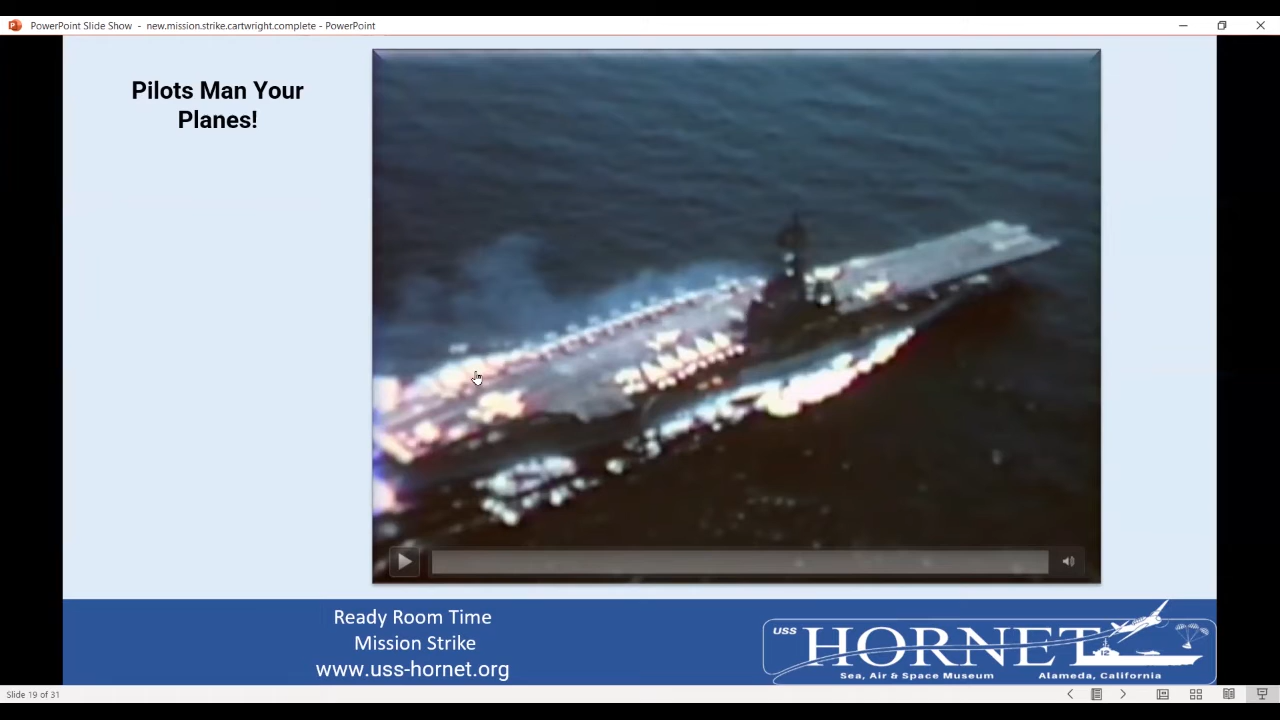 PowerPoint Slide Show - new.mission.strike.cartwright.complete - PowerPoint
Pilots Man Your
Planes!
Ready Room Time
Mission Strike
www.uss-hornet.org
USS HORNET
Sea, Air & Space Museum Alameda, California
Slide 19 of 31